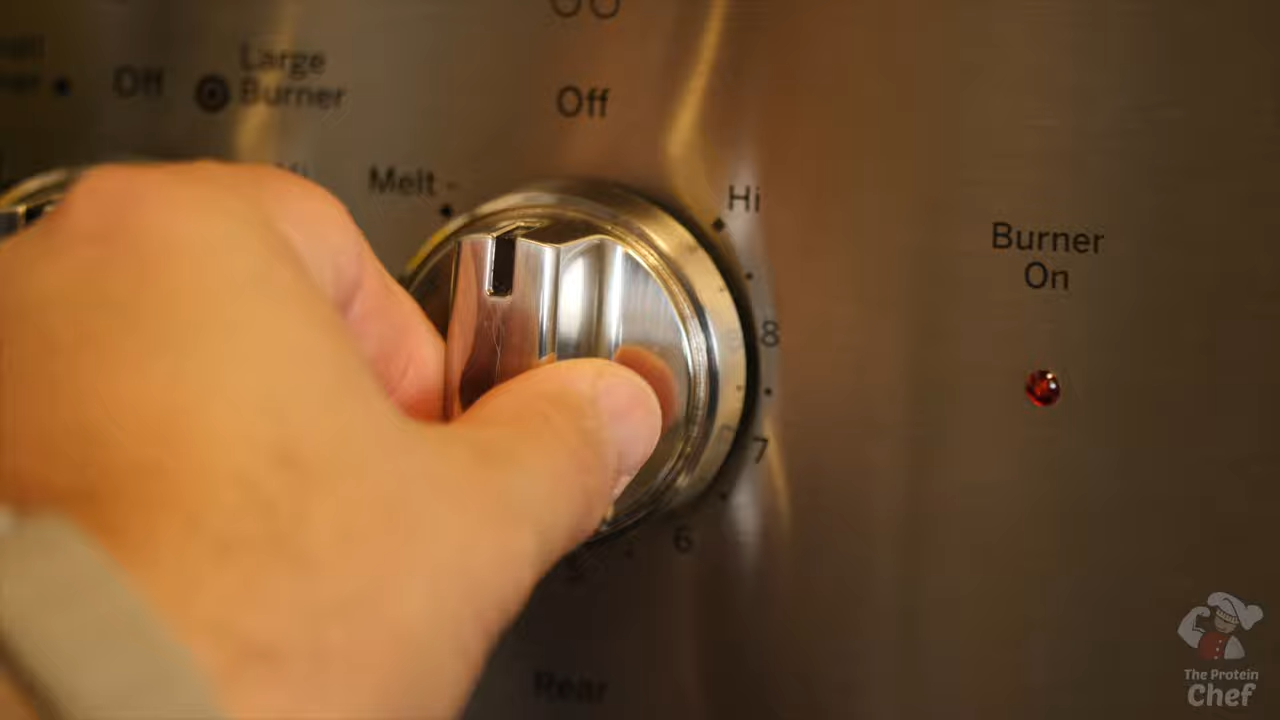 Off
Large
Burner
Off
Melt
Hi
Burner
On
8
7
6
Rear
The Protein
Chef